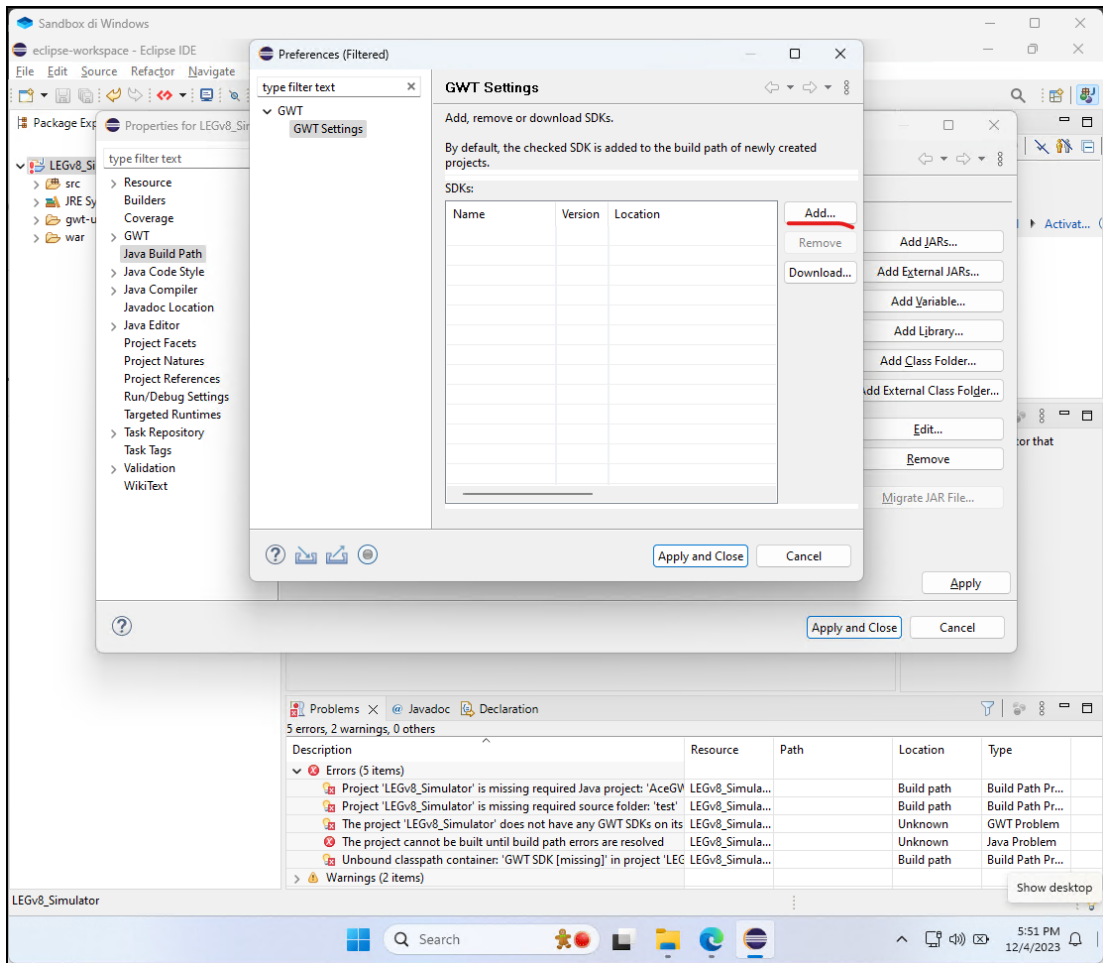 Sandbox di Windows
eclipse-workspace - Eclipse IDE
File Edit Source Refactor Navigate
Package Exp
LEGv8_Si
src
JRE Sy
gwt-u
war
Properties for LEGv8_Sir
type filter text
Resource
Builders
Coverage
GWT
Java Build Path
Java Code Style
Java Compiler
Javadoc Location
Java Editor
Project Facets
Project Natures
Project References
Run/Debug Settings
Targeted Runtimes
Task Repository
Task Tags
Validation
WikiText
Preferences (Filtered)
type filter text
GWT
GWT Settings
GWT Settings
Add, remove or download SDKs.
By default, the checked SDK is added to the build path of newly created
projects.
SDKs:
Name Version Location
Add...
Remove
Download...
Apply and Close Cancel
Activat...
Add JARs...
Add External JARs...
Add Variable...
Add Library...
Add Class Folder...
Add External Class Folder...
Edit...
Remove
Migrate JAR File...
Apply
Apply and Close Cancel
tor that
Problems Javadoc Declaration
5 errors, 2 warnings, 0 others
Description Resource Path Location Type
Errors (5 items)
Project 'LEGv8_Simulator' is missing required Java project: 'AceGW LEGv8_Simula... Build path Build Path Pr...
Project 'LEGv8_Simulator' is missing required source folder: 'test' LEGv8_Simula... Build path Build Path Pr...
The project 'LEGv8_Simulator' does not have any GWT SDKs on its LEGv8_Simula... Unknown GWT Problem
The project cannot be built until build path errors are resolved LEGv8_Simula... Unknown Java Problem
Unbound classpath container: 'GWT SDK [missing]' in project 'LEG LEGv8_Simula... Build path Build Path Pr...
Warnings (2 items)
Show desktop
LEGv8_Simulator
Search
5:51 PM
12/4/2023